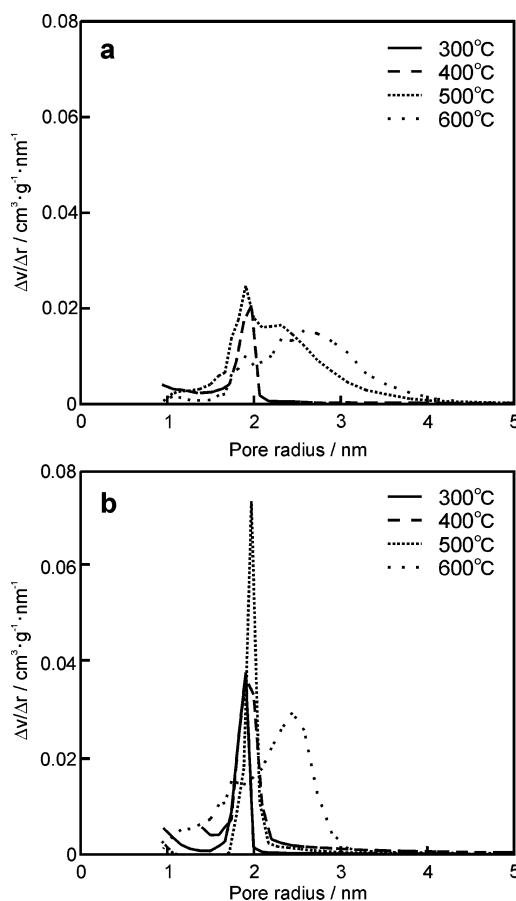 0.08
a
300°C
400°C
500°C
600°C
0.06
0.04
0.02
0
Δv/Δr / cm³·g⁻¹·nm⁻¹
0 1 2 3 4 5
Pore radius / nm
0.08
b
300°C
400°C
500°C
600°C
0.06
0.04
0.02
0
Δv/Δr / cm³·g⁻¹·nm⁻¹
0 1 2 3 4 5
Pore radius / nm